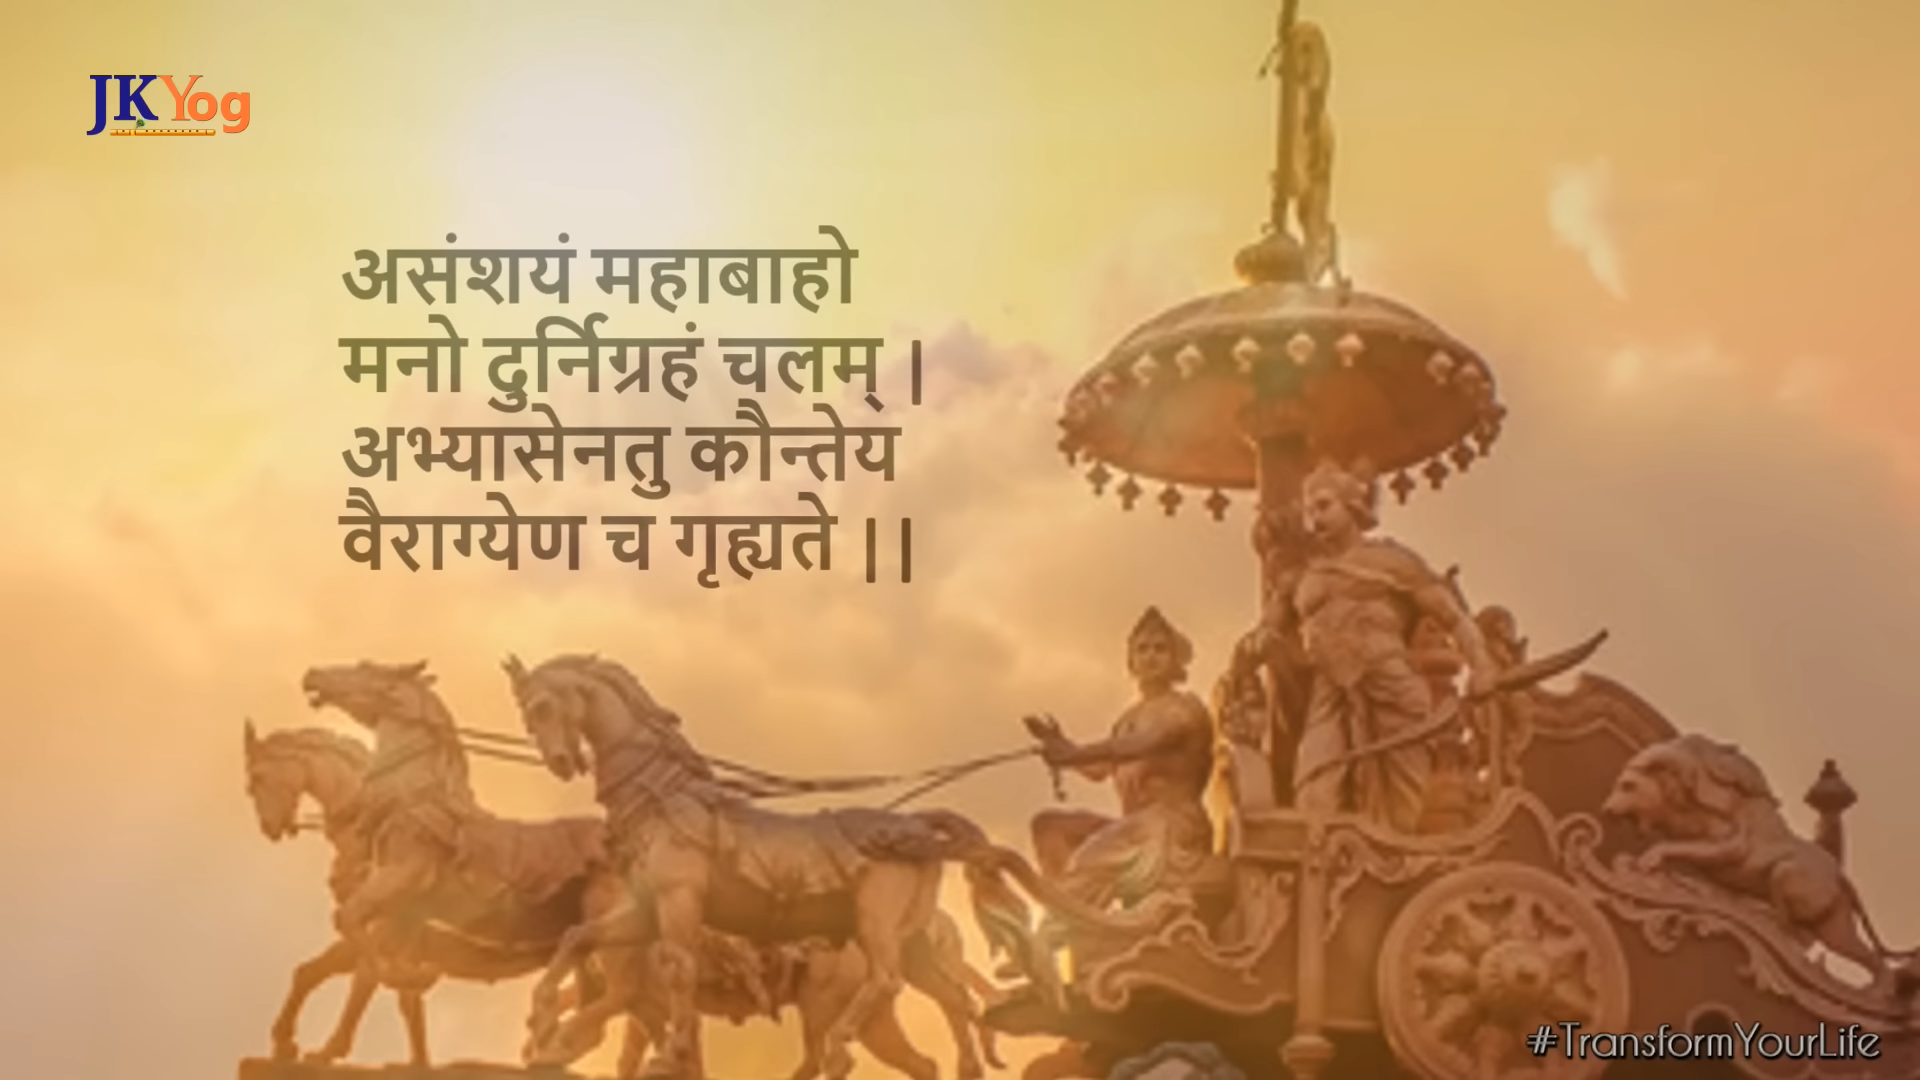 JKYog
असंशयं महाबाहो
मनो दुर्निग्रहं चलम् |
अभ्यासेनतु कौन्तेय
वैराग्येण च गृह्यते ||
#TransformYourLife